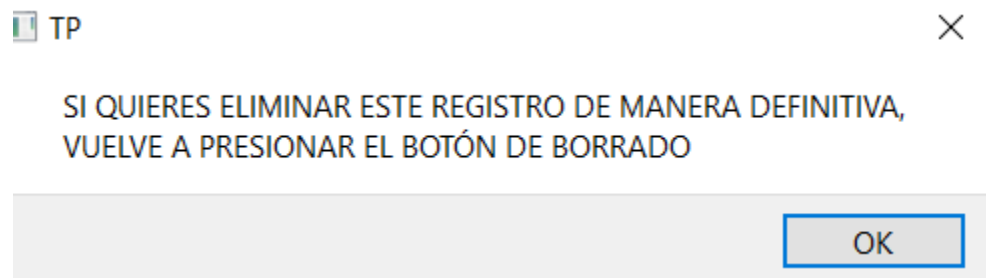 TP
SI QUIERES ELIMINAR ESTE REGISTRO DE MANERA DEFINITIVA,
VUELVE A PRESIONAR EL BOTÓN DE BORRADO
OK